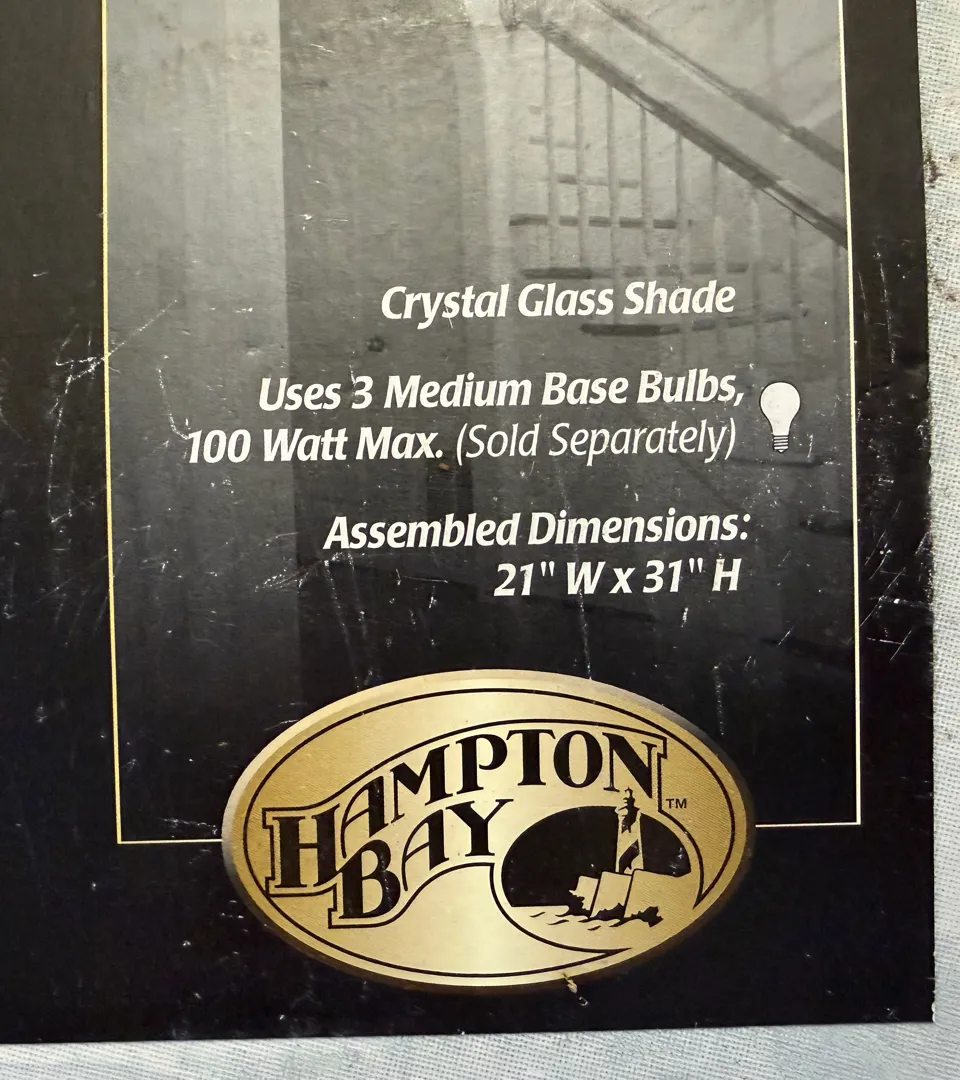 Crystal Glass Shade
Uses 3 Medium Base Bulbs,
100 Watt Max. (Sold Separately)
Assembled Dimensions:
21" W x 31" H
HAMPTON
BAY
TM